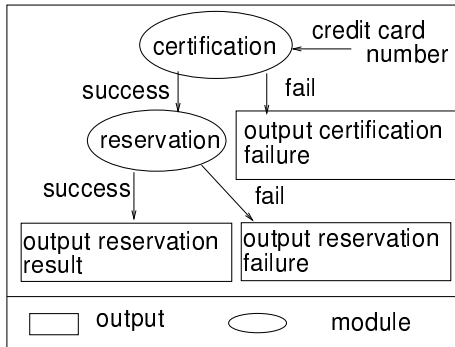 certification
credit card
number
success
fail
reservation
output certification
failure
success
fail
output reservation
result
output reservation
failure
output
module